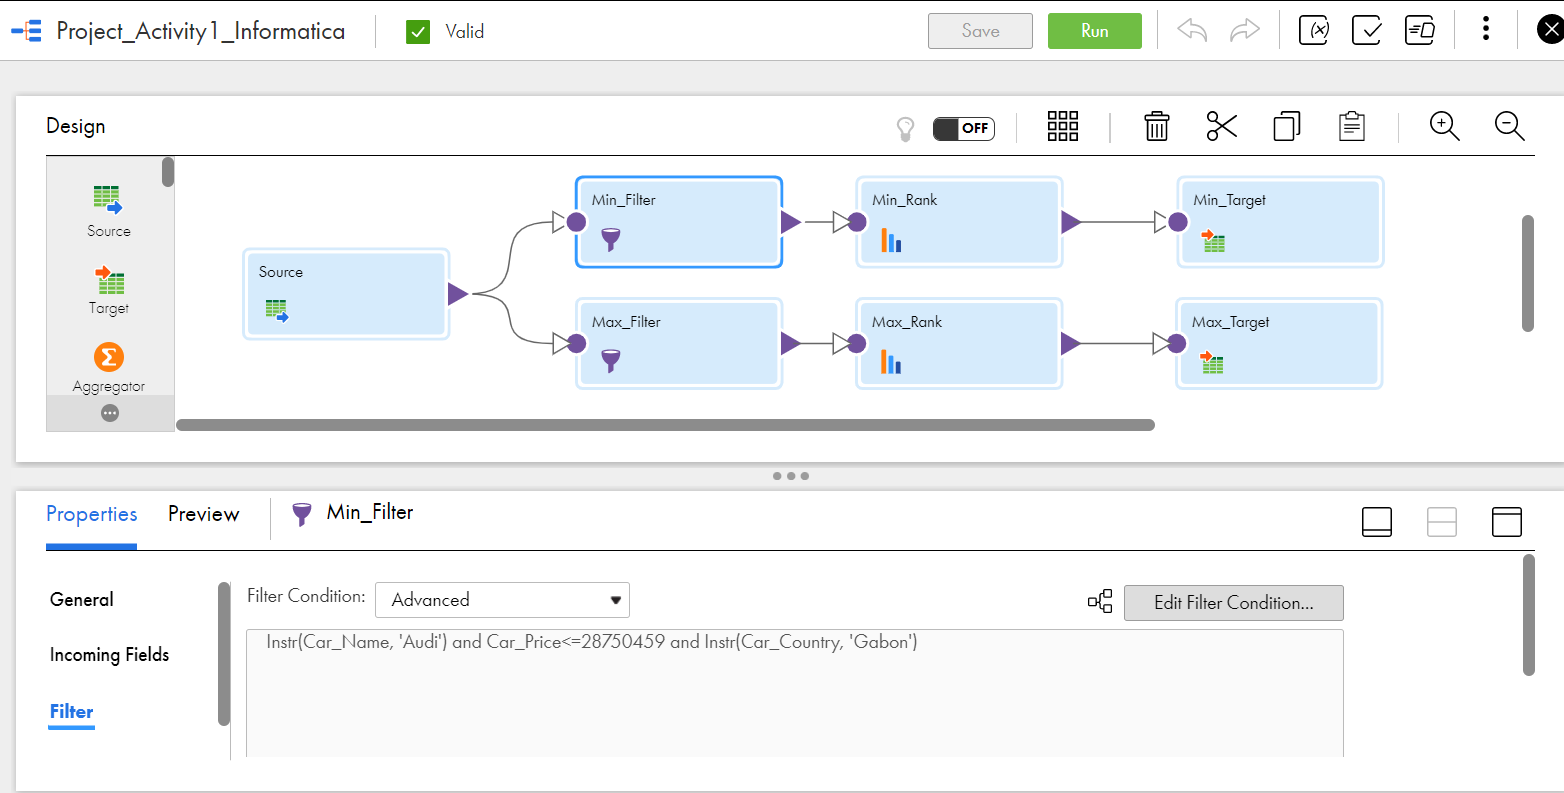 Project_Activity1_Informatica
Valid
Save
Run
Design
OFF
Source
Target
Aggregator
Source
Min_Filter
Min_Rank
Min_Target
Max_Filter
Max_Rank
Max_Target
Properties
Preview
Min_Filter
General
Incoming Fields
Filter
Filter Condition:
Advanced
Edit Filter Condition...
Instr(Car_Name, 'Audi') and Car_Price<=28750459 and Instr(Car_Country, 'Gabon')